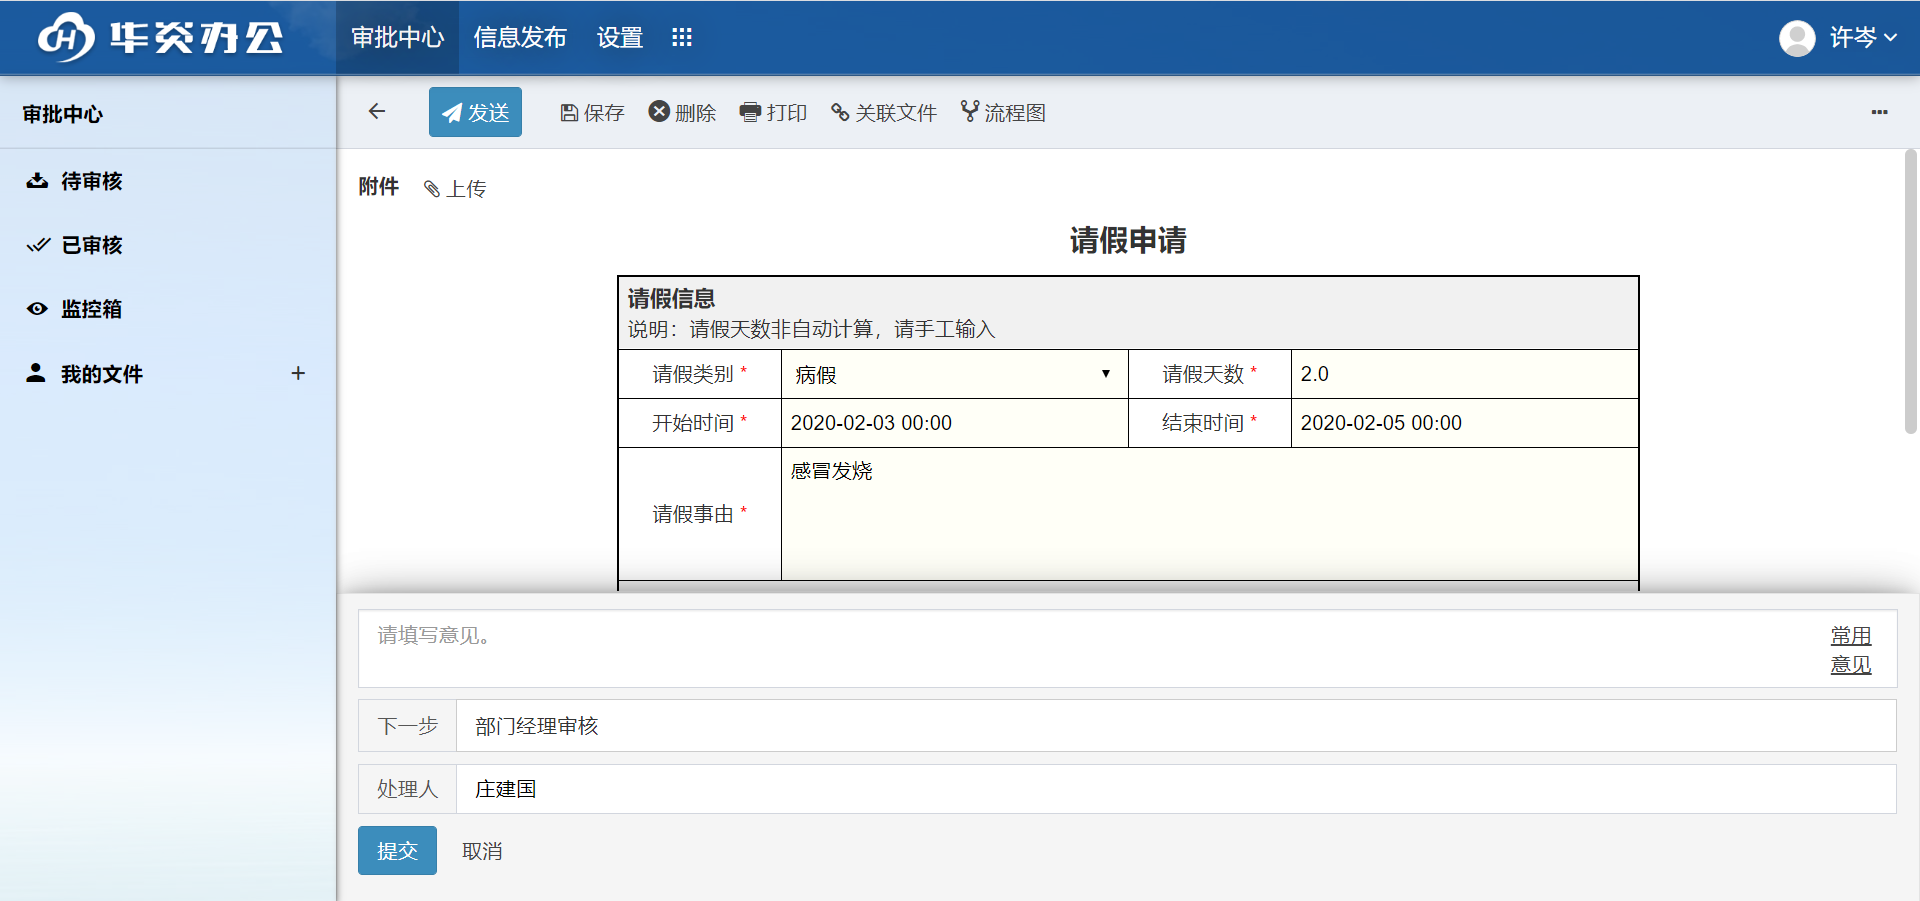 华炎办公
审批中心 信息发布 设置
许岑
审批中心
待审核
已审核
监控箱
我的文件 +
发送 保存 删除 打印 关联文件 流程图
附件 上传
请假申请
请假信息
说明：请假天数非自动计算，请手工输入
请假类别 * 病假 请假天数 * 2.0
开始时间 * 2020-02-03 00:00 结束时间 * 2020-02-05 00:00
感冒发烧
请假事由 *
请填写意见。
常用
意见
下一步 部门经理审核
处理人 庄建国
提交 取消